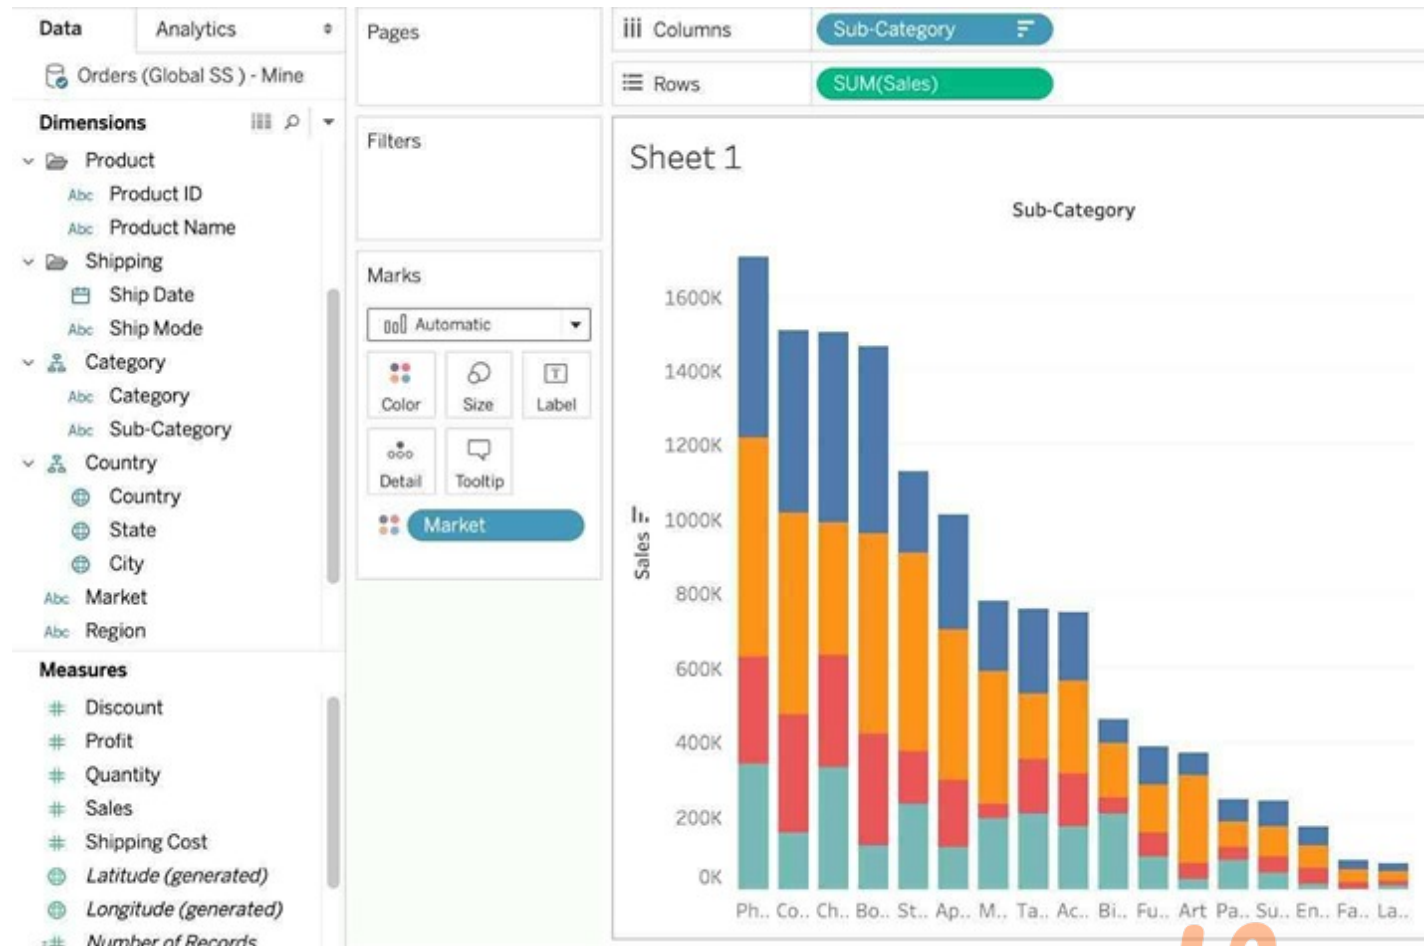 Data
Analytics
Orders (Global SS ) - Mine
Dimensions
Product
Abc Product ID
Abc Product Name
Shipping
Ship Date
Abc Ship Mode
Category
Abc Category
Abc Sub-Category
Country
Country
State
City
Abc Market
Abc Region
Measures
Discount
Profit
Quantity
Sales
Shipping Cost
Latitude (generated)
Longitude (generated)
Number of Records
Pages
Filters
Marks
Automatic
Color Size Label
Detail Tooltip
Market
Columns Sub-Category
Rows SUM(Sales)
Sheet 1
Sub-Category
1600K
1400K
1200K
1000K
800K
600K
400K
200K
0K
Sales
Ph.. Co.. Ch.. Bo.. St.. Ap.. M.. Ta.. Ac.. Bi.. Fu.. Art Pa.. Su.. En.. Fa.. La..